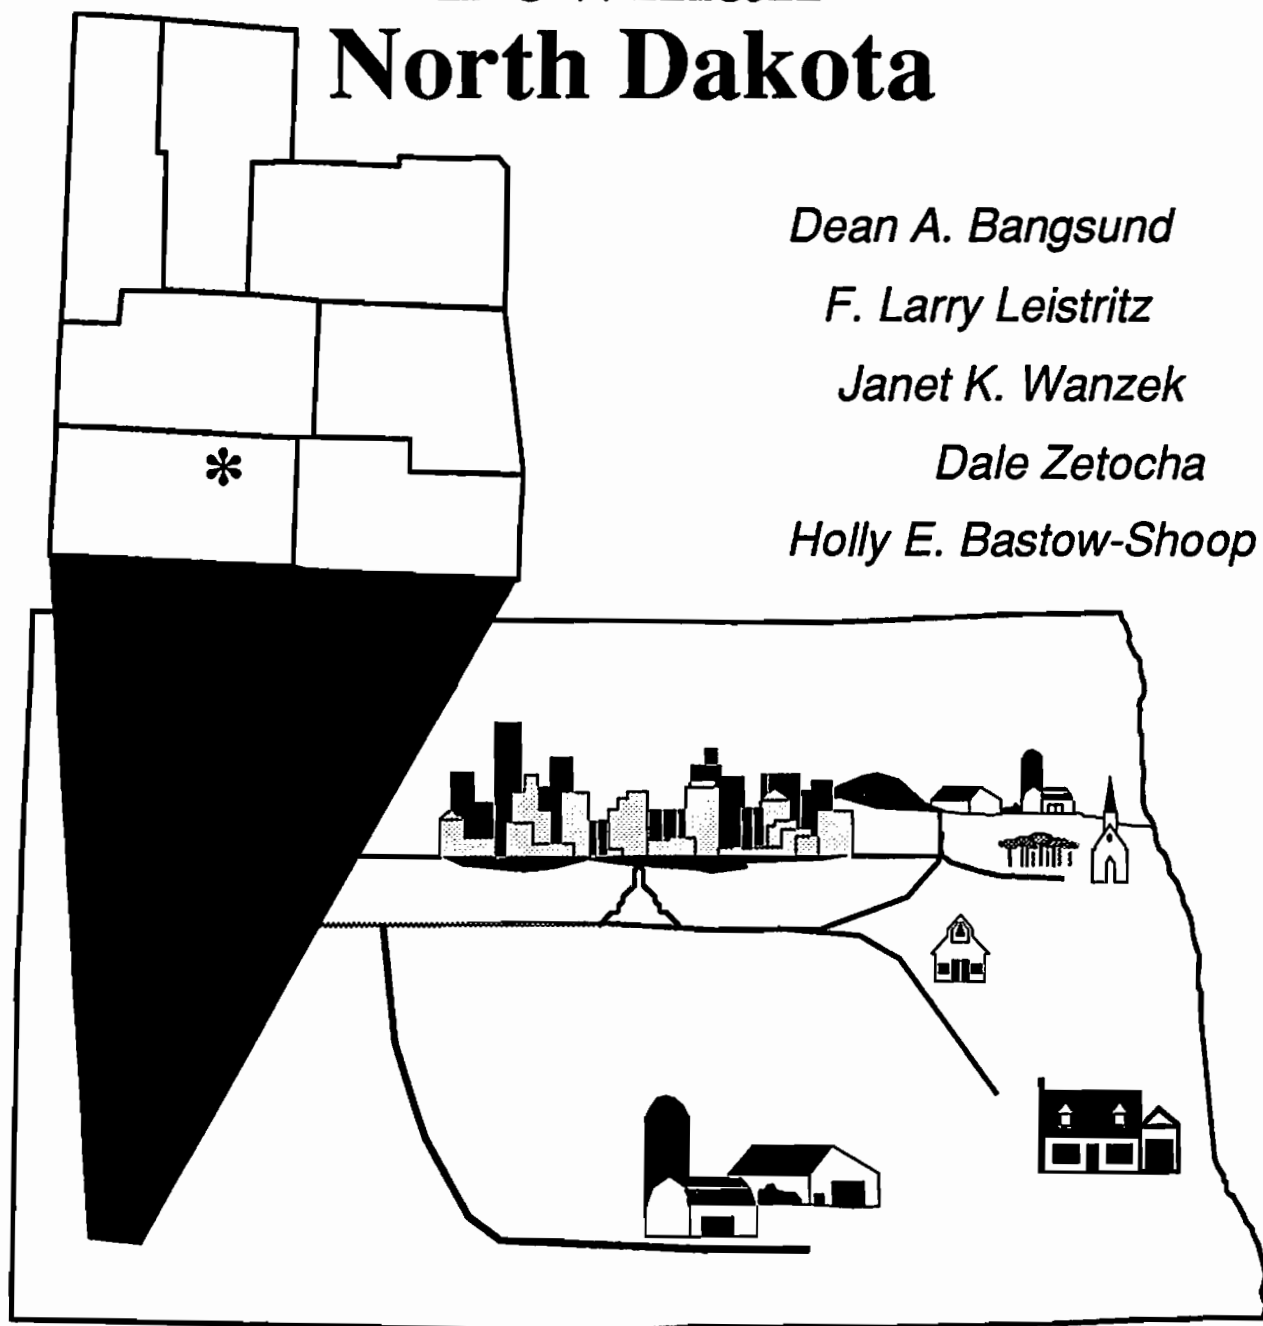 North Dakota
Dean A. Bangsund
F. Larry Leistritz
Janet K. Wanzek
Dale Zetocha
Holly E. Bastow-Shoop
*